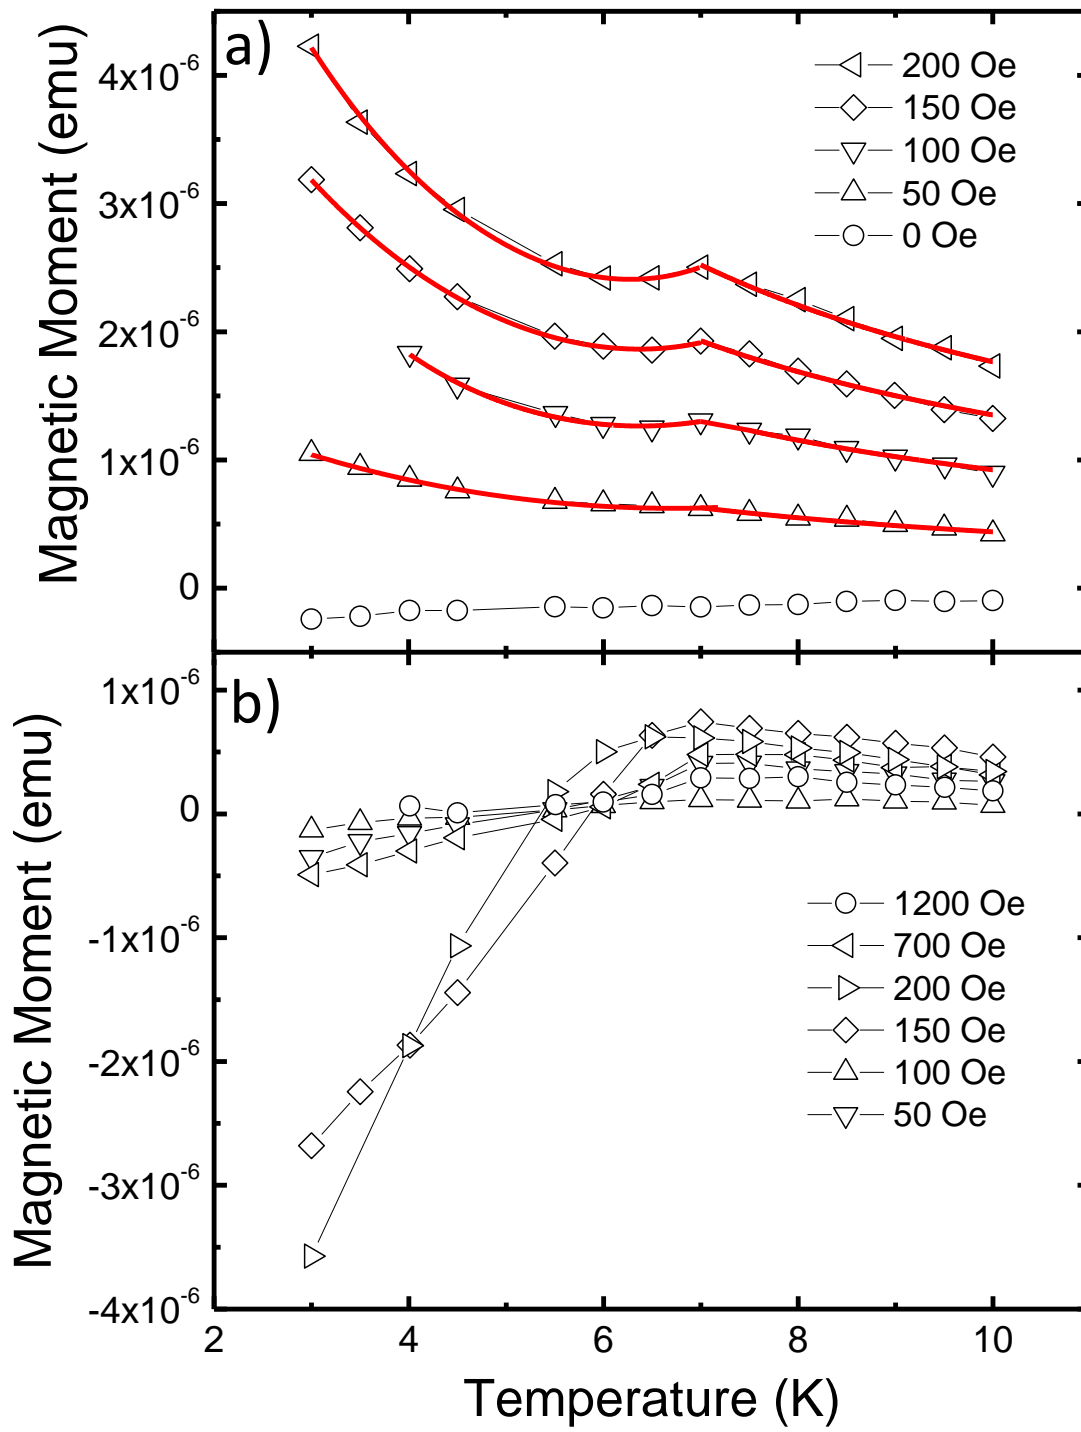 a)
Magnetic Moment (emu)
4x10⁻⁶
3x10⁻⁶
2x10⁻⁶
1x10⁻⁶
0
200 Oe
150 Oe
100 Oe
50 Oe
0 Oe
b)
Magnetic Moment (emu)
1x10⁻⁶
0
-1x10⁻⁶
-2x10⁻⁶
-3x10⁻⁶
-4x10⁻⁶
1200 Oe
700 Oe
200 Oe
150 Oe
100 Oe
50 Oe
2 4 6 8 10
Temperature (K)